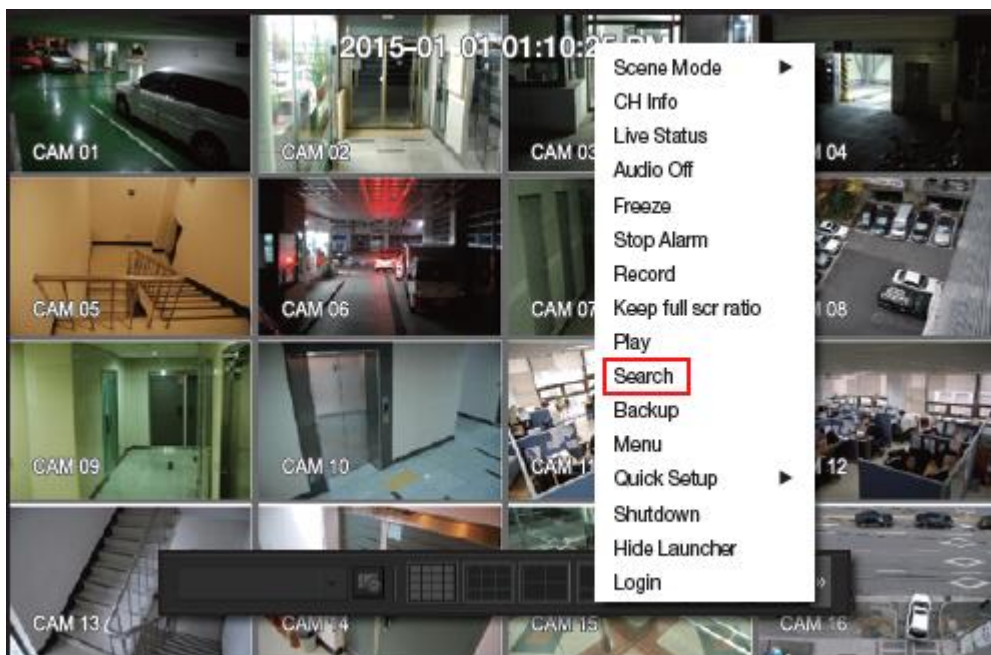 2015-01-01 01:10:2
CAM 01
CAM 02
CAM 03
04
CAM 05
CAM 06
CAM 07
08
CAM 09
CAM 10
CAM 11
12
CAM 13
CAM 14
CAM 15
CAM 16
Scene Mode
CH Info
Live Status
Audio Off
Freeze
Stop Alarm
Record
Keep full scr ratio
Play
Search
Backup
Menu
Quick Setup
Shutdown
Hide Launcher
Login